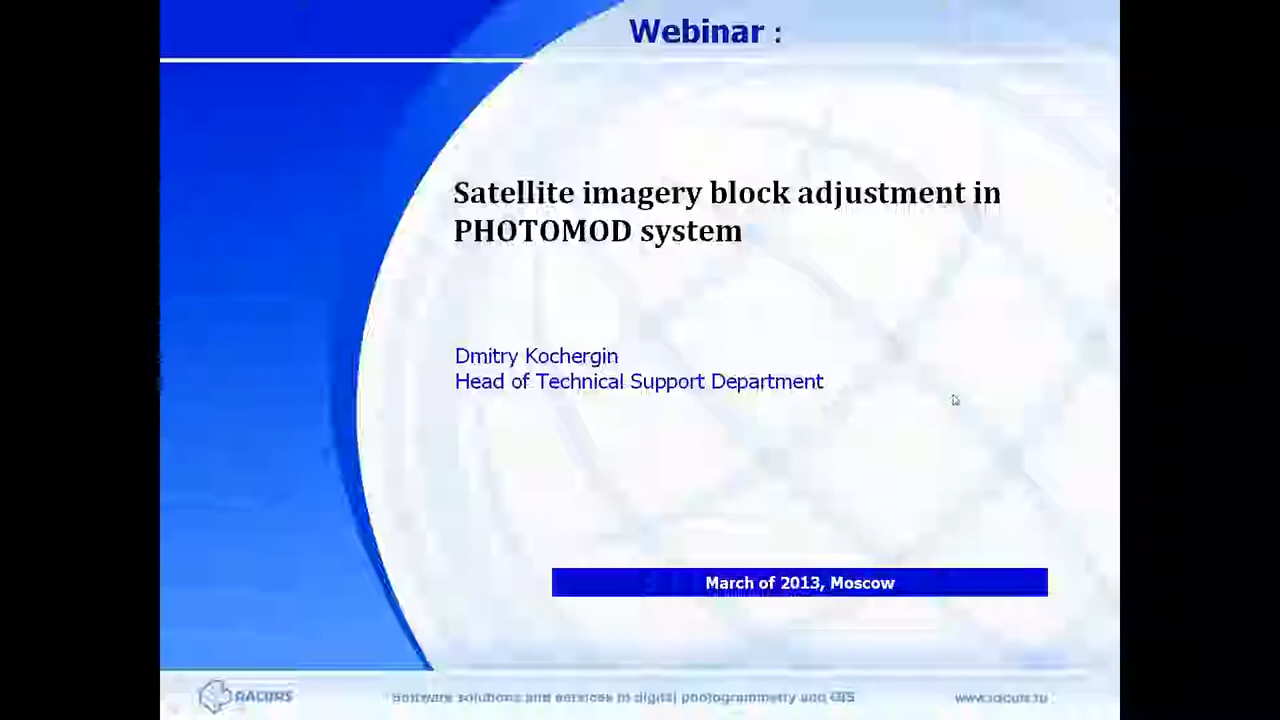 Webinar :
Satellite imagery block adjustment in
PHOTOMOD system
Dmitry Kochergin
Head of Technical Support Department
March of 2013, Moscow
RACURS
Software solutions and services in digital photogrammetry and GIS
www.racurs.ru